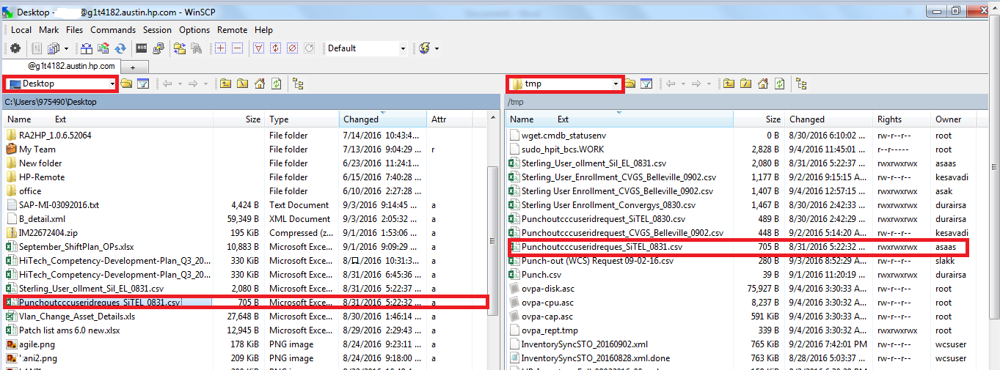 Desktop - @g1t4182.austin.hp.com - WinSCP
Local Mark Files Commands Session Options Remote Help
Default
@g1t4182.austin.hp.com +
Desktop
C:\Users\975490\Desktop
Name Ext Size Type Changed Attr
RA2HP_1.0.6.52064 File folder 7/14/2016 10:43:4...
My Team File folder 7/13/2016 9:04:29 ... r
New folder File folder 6/23/2016 11:24:1...
HP-Remote File folder 6/15/2016 7:40:28 ...
office File folder 6/10/2016 2:27:28 ...
SAP-MI-03092016.txt 4,424 B Text Document 9/3/2016 9:14:45 ... a
B_detail.xml 59,349 B XML Document 9/3/2016 2:05:32 ... a
IM22672404.zip 195 KiB Compressed (z... 9/1/2016 1:53:06 ... a
September_ShiftPlan_OPs.xlsx 10,883 B Microsoft Exce... 9/1/2016 9:09:29 ... a
HiTech_Competency-Development-Plan_Q3_20... 330 KiB Microsoft Exce... 10:31:3... a
HiTech_Competency-Development-Plan_Q3_20... 330 KiB Microsoft Exce... 8/31/2016 6:45:36 ... a
Sterling_User_ollment_Sil_EL_0831.csv 2,080 B Microsoft Exce... 8/31/2016 5:22:37 ... a
Punchoutcccuseridreques_SiTEL_0831.csv 705 B Microsoft Exce... 8/31/2016 5:22:32 ... a
Vlan_Change_Asset_Details.xls 27,648 B Microsoft Exce... 8/30/2016 1:46:14 ... a
Patch list ams 6.0 new.xlsx 12,945 B Microsoft Exce... 8/29/2016 2:29:43 ... a
agile.png 178 KiB PNG image 8/24/2016 9:23:11 ... a
':ani2.png 209 KiB PNG image 8/24/2016 9:18:00 ... a
tmp
/tmp
Name Ext Size Changed Rights Owner
wget.cmdb_statusenv 0 B 8/30/2016 6:10:02 ... rw-r--r-- root
sudo_hpit_bcs.WORK 2,828 B 9/4/2016 11:45:01 ... r--r----- root
Sterling_User_ollment_Sil_EL_0831.csv 2,080 B 8/31/2016 5:22:37 ... rwxrwxrwx asaas
Sterling_User_Enrollment_CVGS_Belleville_0902.csv 1,177 B 9/2/2016 9:15:15 A... rw-r--r-- kesavadi
Sterling User Enrollment_CVGS_Belleville_0902.csv 1,407 B 9/4/2016 12:57:15 ... rw-r--r-- asak
Sterling User Enrollment_Convergys_0830.csv 1,467 B 8/30/2016 2:42:33 ... rw-r--r-- durairsa
Punchoutcccuseridrequest_SiTEL_0830.csv 489 B 8/30/2016 2:42:29 ... rw-r--r-- durairsa
Punchoutcccuseridrequest_CVGS_Belleville_0902.csv 448 B 9/2/2016 5:14:20 A... rw-r--r-- kesavadi
Punchoutcccuseridreques_SiTEL_0831.csv 705 B 8/31/2016 5:22:32 ... rwxrwxrwx asaas
Punch-out (WCS) Request 09-02-16.csv 280 B 9/3/2016 8:52:29 A... rw-r--r-- slakk
Punch.csv 39 B 9/1/2016 11:20:19 ... rw-r--r-- durairsa
ovpa-disk.asc 75,927 B 9/4/2016 3:30:33 A... rw-r--r-- root
ovpa-cpu.asc 8,237 B 9/4/2016 3:30:32 A... rw-r--r-- root
ovpa-cap.asc 591 KiB 9/4/2016 3:30:33 A... rw-r--r-- root
ovpa_rept.tmp 339 B 9/4/2016 3:30:33 A... rw-r--r-- root
InventorySyncSTO_20160902.xml 765 KiB 9/2/2016 7:42:01 PM rw-r--r-- wcsuser
InventorySyncSTO_20160828.xml.done 763 KiB 8/28/2016 5:03:37 ... rw-r--r-- wcsuser